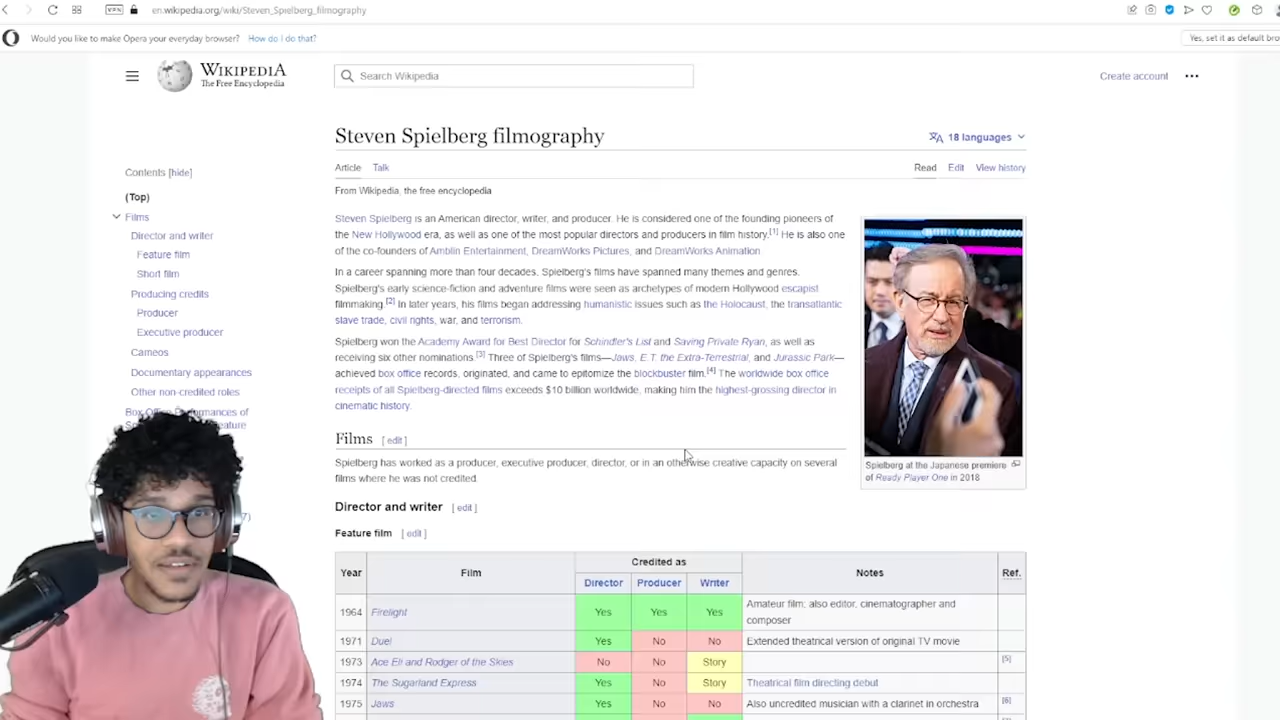 VPN en.wikipedia.org/wiki/Steven_Spielberg_filmography
Would you like to make Opera your everyday browser? How do I do that? Yes, set it as default bro
WIKIPEDIA
The Free Encyclopedia
Search Wikipedia
Create account
Steven Spielberg filmography
18 languages
Contents [hide]
(Top)
Films
Director and writer
Feature film
Short film
Producing credits
Producer
Executive producer
Cameos
Documentary appearances
Other non-credited roles
Box Office Performances of
Article Talk Read Edit View history
From Wikipedia, the free encyclopedia
Steven Spielberg is an American director, writer, and producer. He is considered one of the founding pioneers of
the New Hollywood era, as well as one of the most popular directors and producers in film history.[1] He is also one
of the co-founders of Amblin Entertainment, DreamWorks Pictures, and DreamWorks Animation
In a career spanning more than four decades, Spielberg's films have spanned many themes and genres.
Spielberg's early science-fiction and adventure films were seen as archetypes of modern Hollywood escapist
filmmaking.[2] In later years, his films began addressing humanistic issues such as the Holocaust, the transatlantic
slave trade, civil rights, war, and terrorism.
Spielberg won the Academy Award for Best Director for Schindler's List and Saving Private Ryan, as well as
receiving six other nominations.[3] Three of Spielberg's films—Jaws, E.T. the Extra-Terrestrial, and Jurassic Park—
achieved box office records, originated, and came to epitomize the blockbuster film.[4] The worldwide box office
receipts of all Spielberg-directed films exceeds $10 billion worldwide, making him the highest-grossing director in
cinematic history.
Spielberg at the Japanese premiere
of Ready Player One in 2018
Films [edit]
Spielberg has worked as a producer, executive producer, director, or in an otherwise creative capacity on several
films where he was not credited
Director and writer [edit]
Feature film [edit]
Year Film Credited as Notes Ref.
Director Producer Writer
1964 Firelight Yes Yes Yes Amateur film; also editor, cinematographer and
composer
1971 Duel Yes No No Extended theatrical version of original TV movie
1973 Ace Eli and Rodger of the Skies No No Story [5]
1974 The Sugarland Express Yes No Story Theatrical film directing debut
1975 Jaws Yes No No Also uncredited musician with a clarinet in orchestra [6]